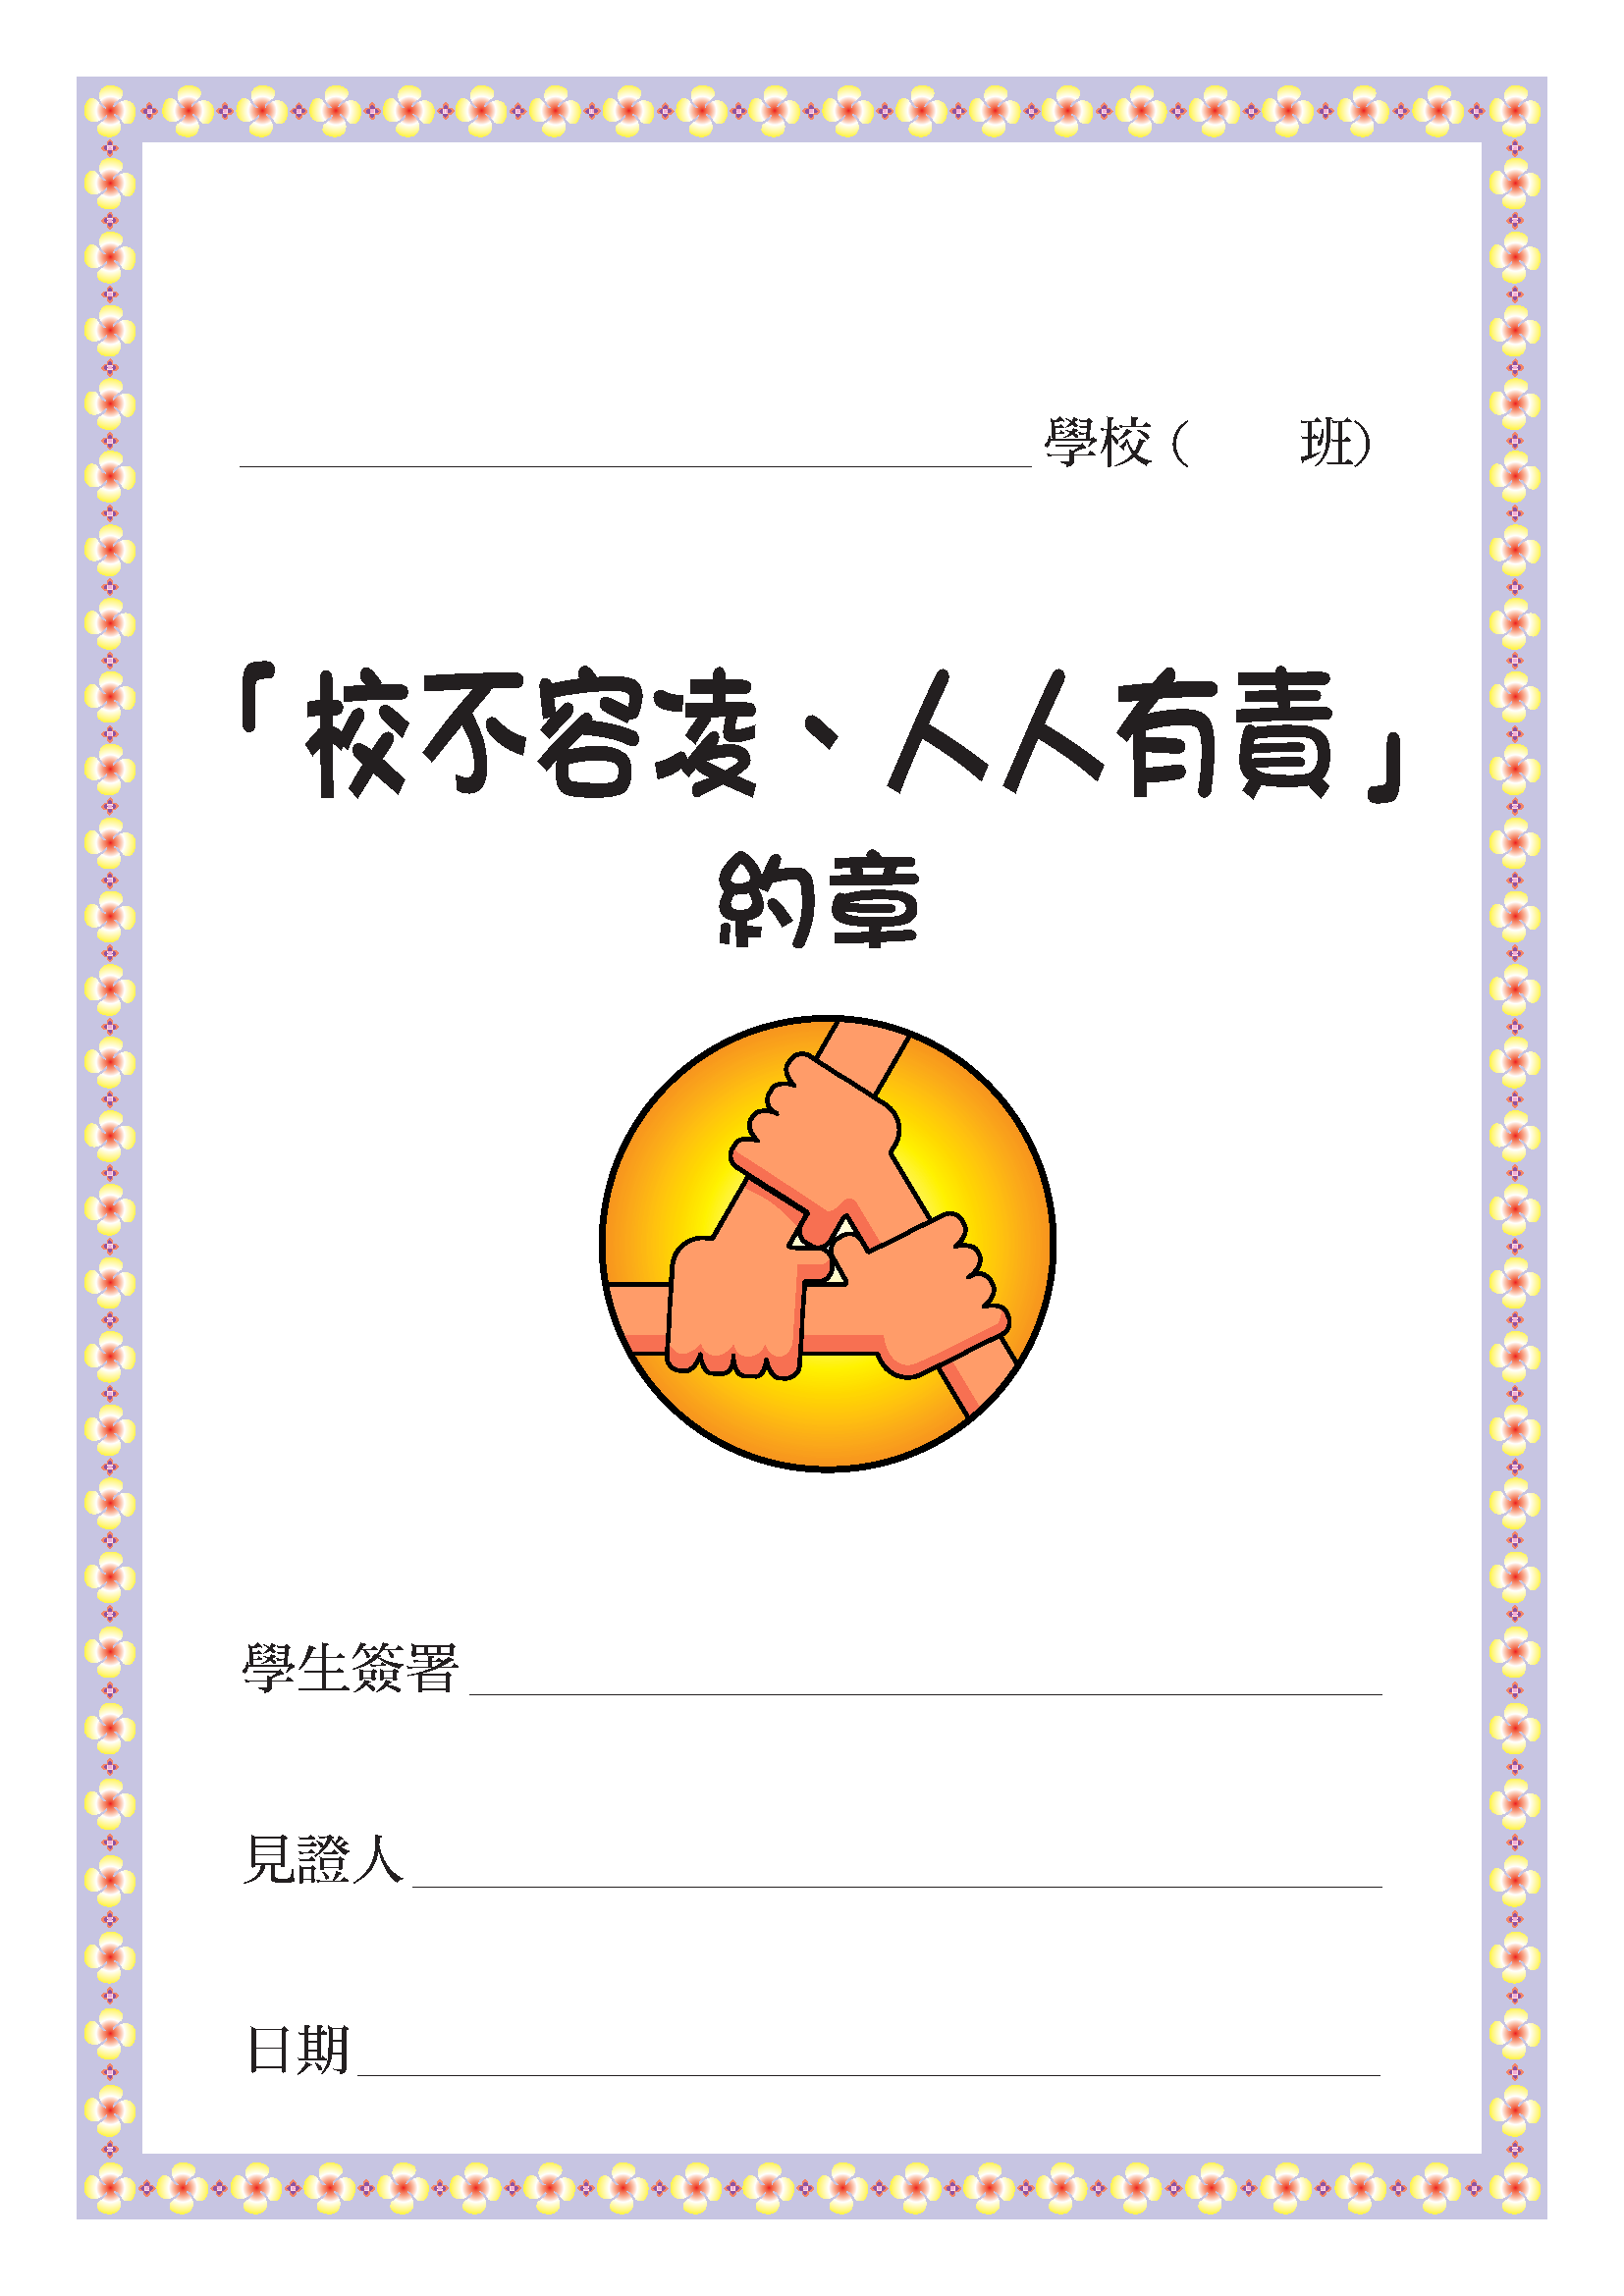 學校（　　班）
「校不容凌、人人有責」
約章
學生簽署
見證人
日期